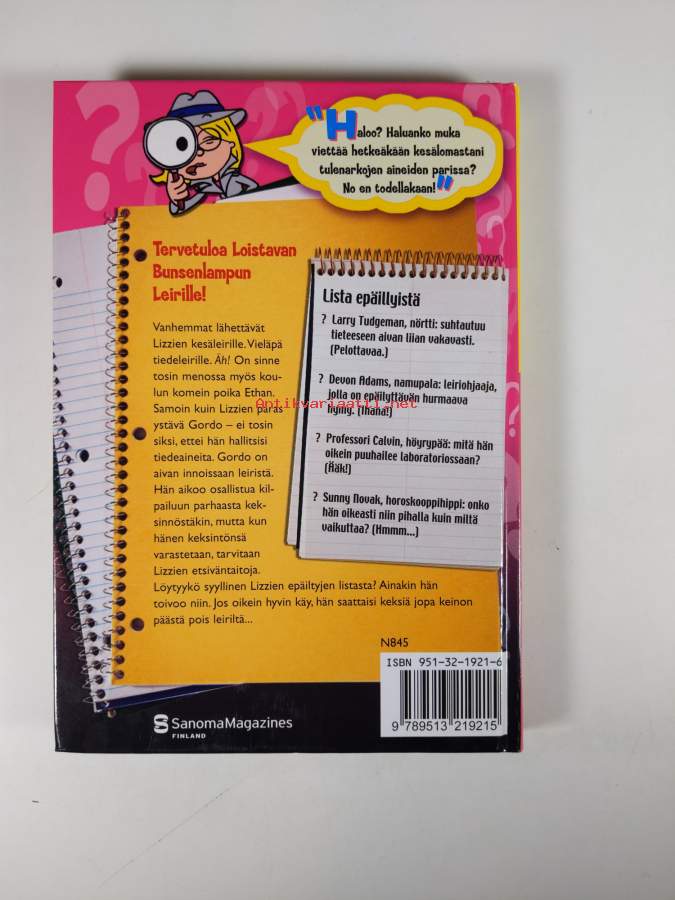 "Haloo? Haluanko muka
viettää hetkeäkään kesälomastani
tulenarkojen aineiden parissa?
No en todellakaan!"
Tervetuloa Loistavan
Bunsenlampun
Leirille!
Vanhemmat lähettävät
Lizzien kesäleirille. Vieläpä
tiedeleirille. Äh! On sinne
tosin menossa myös kou-
lun komein poika Ethan.
Samoin kuin Lizzien paras
ystävä Gordo – ei tosin
siksi, ettei hän hallitsisi
tiedeaineita. Gordo on
aivan innoissaan leiristä.
Hän aikoo osallistua kil-
pailuun parhaasta kek-
sinnöstäkin, mutta kun
hänen keksintönsä
varastetaan, tarvitaan
Lizzien etsiväntaitoja.
Löytyykö syyllinen Lizzien epäiltyjen listasta? Ainakin hän
toivoo niin. Jos oikein hyvin käy, hän saattaisi keksiä jopa keinon
päästä pois leiriltä...
Lista epäillyistä
? Larry Tudgeman, nörtti: suhtautuu
tieteeseen aivan liian vakavasti.
(Pelottavaa.)
? Devon Adams, namupala: leiriohjaaja,
jolla on epäilyttävän hurmaava
hymy. (Ihana!)
? Professori Calvin, höyrypää: mitä hän
oikein puuhailee laboratoriossaan?
(Hääk!)
? Sunny Novak, horoskooppihippi: onko
hän oikeasti niin pihalla kuin miltä
vaikuttaa? (Hmmm...)
Antikvariaatti.net
N845
ISBN 951-32-1921-6
9 789513 219215
SanomaMagazines
FINLAND